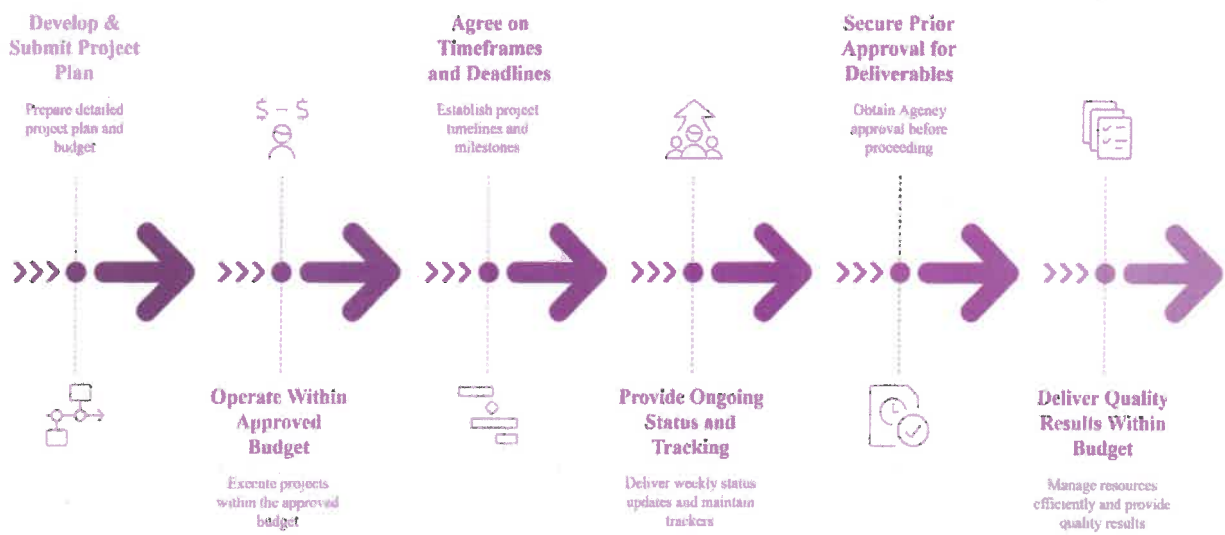 Develop &
Submit Project
Plan
Prepare detailed
project plan and
budget
$ – $
Operate Within
Approved
Budget
Execute projects
within the approved
budget
Agree on
Timeframes
and Deadlines
Establish project
timelines and
milestones
Provide Ongoing
Status and
Tracking
Deliver weekly status
updates and maintain
trackers
Secure Prior
Approval for
Deliverables
Obtain Agency
approval before
proceeding
Deliver Quality
Results Within
Budget
Manage resources
efficiently and provide
quality results